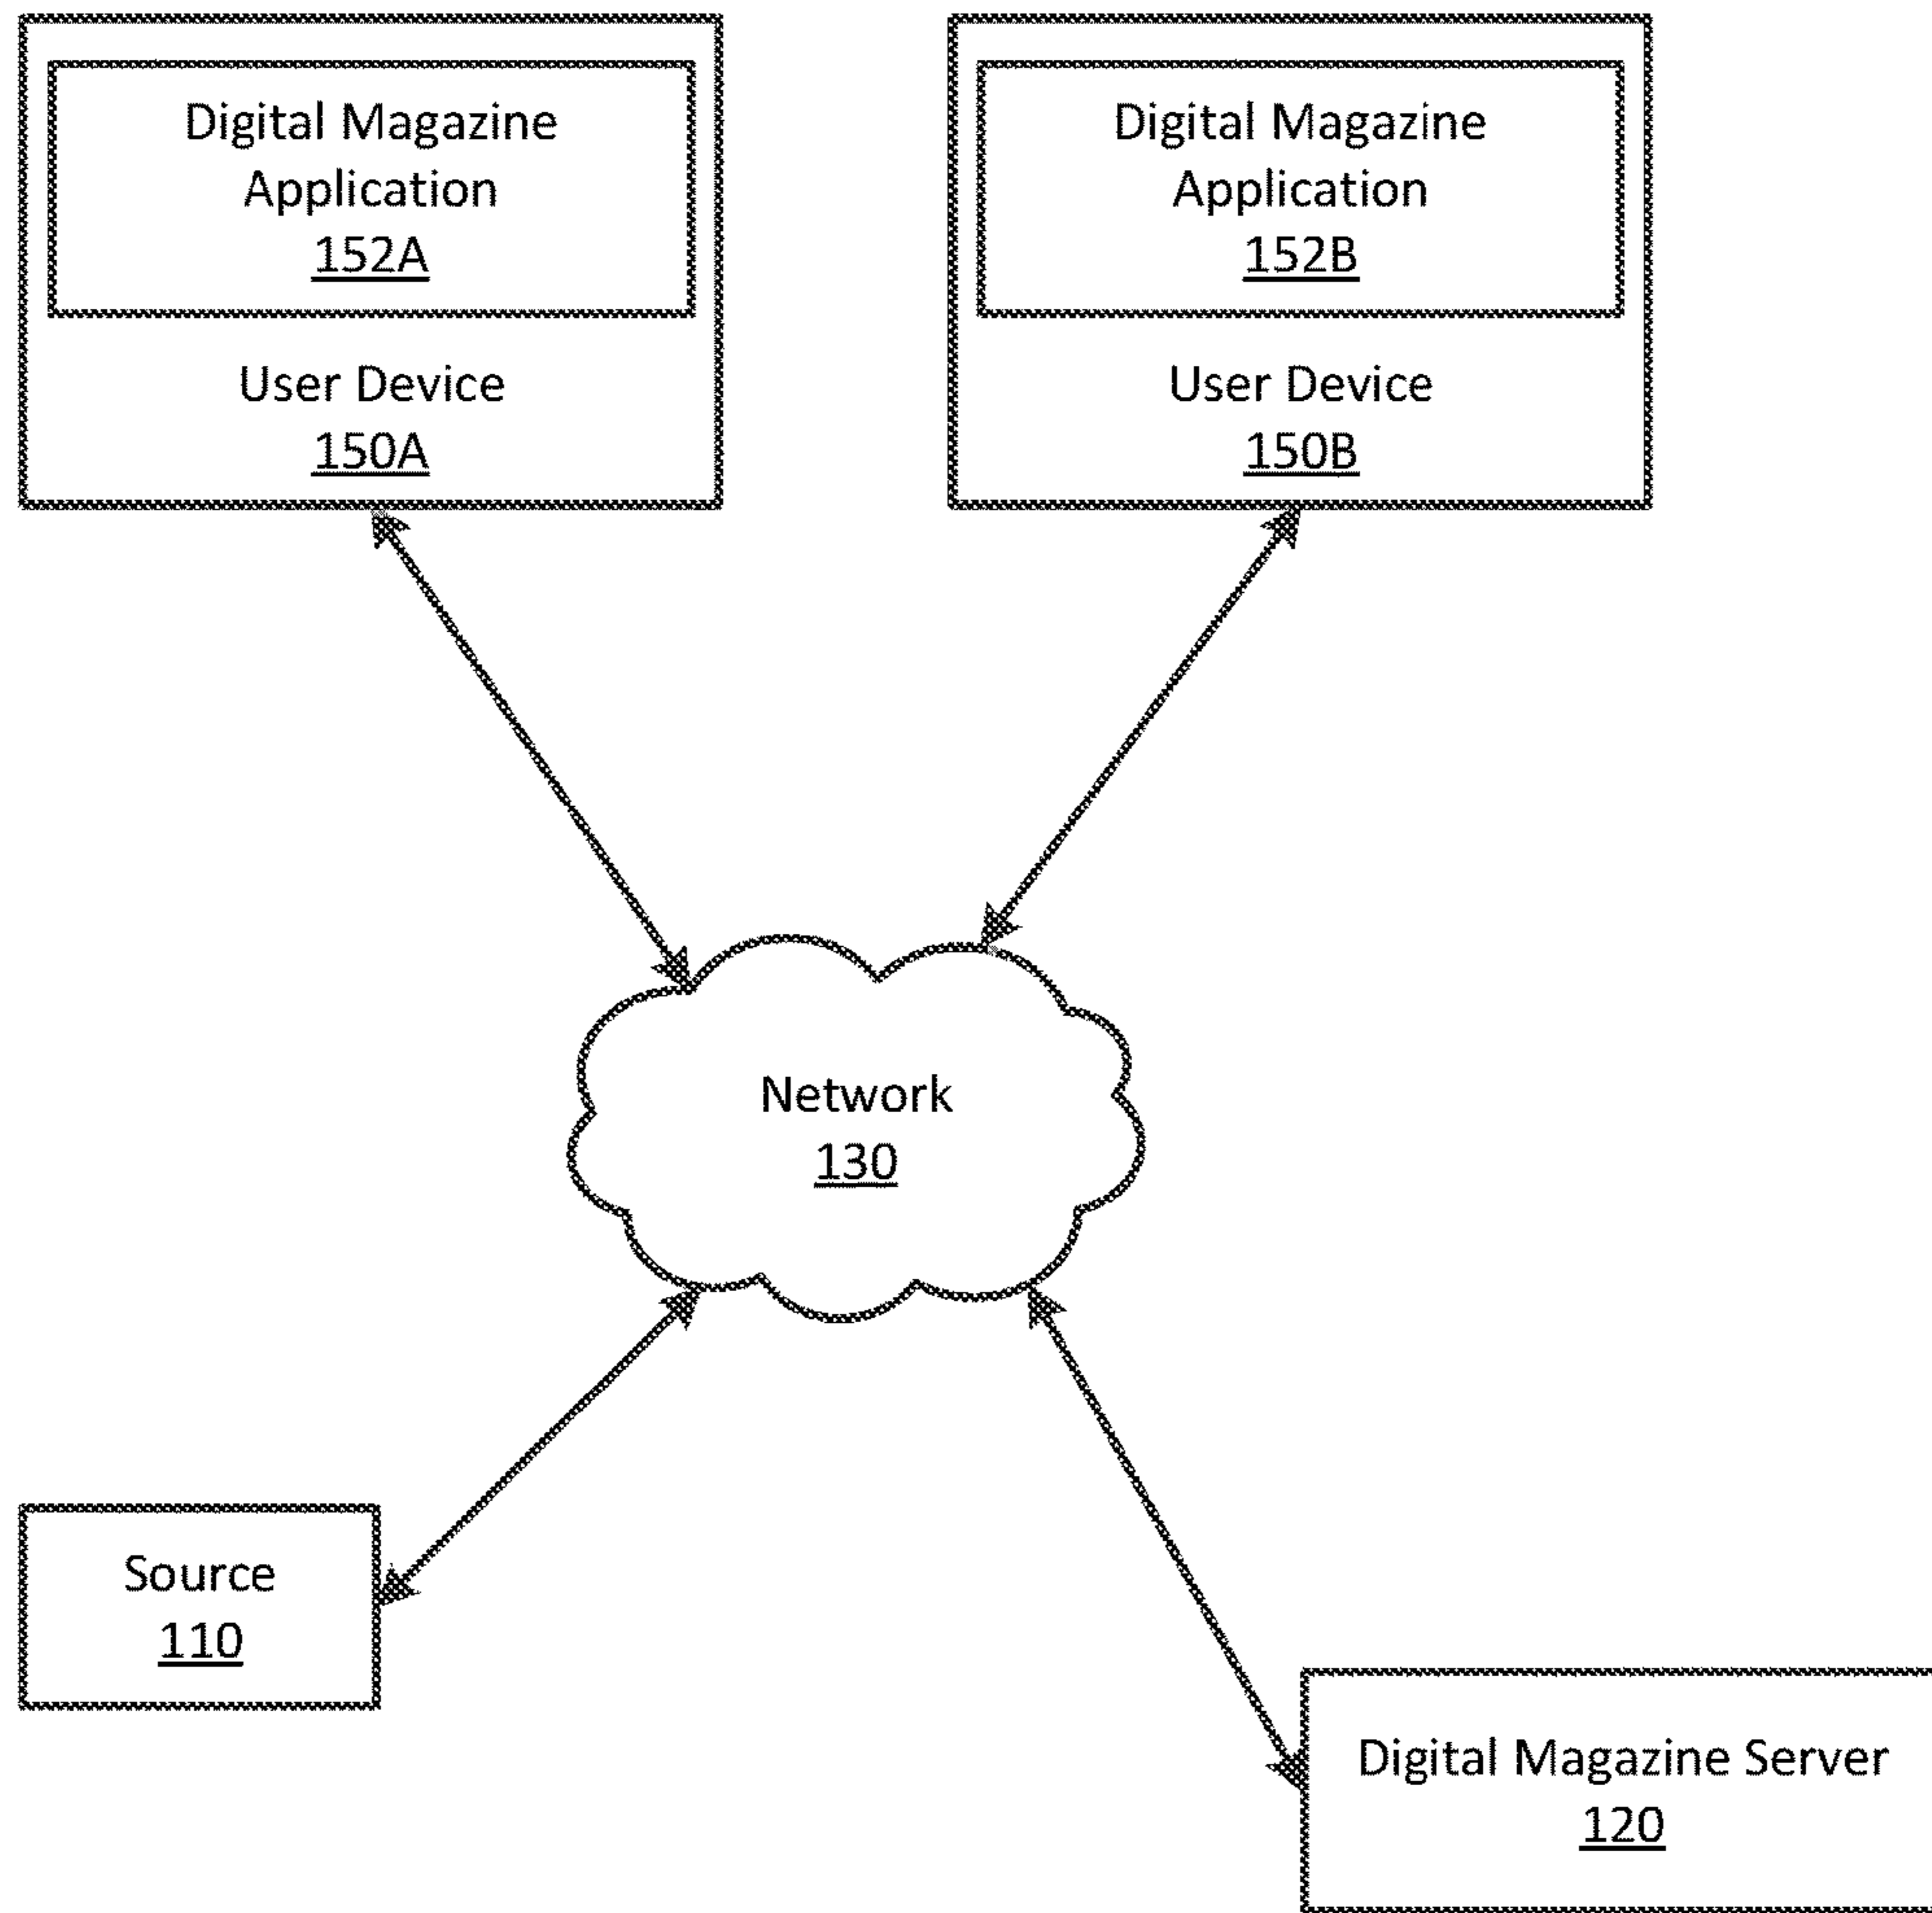 Digital Magazine
Application
152A
User Device
150A
Digital Magazine
Application
152B
User Device
150B
Network
130
Source
110
Digital Magazine Server
120